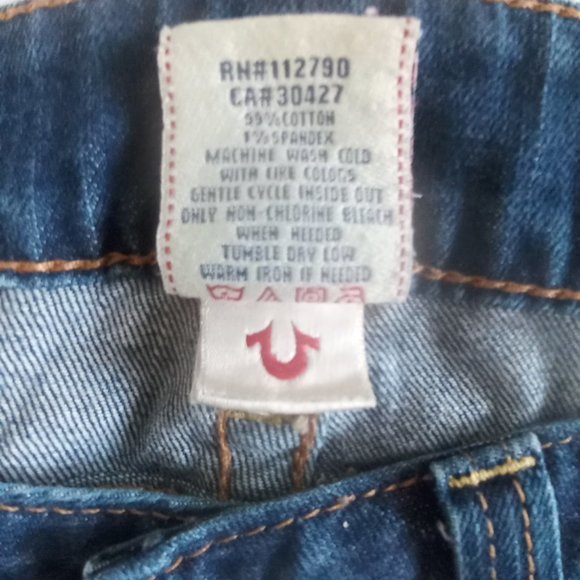 RN#112790
CA#30427
99%COTTON
1%SPANDEX
MACHINE WASH COLD
WITH LIKE COLOGS
GENTLE CYCLE INSIDE OUT
ONLY NON-CHLORINE BLEACH
WHEN NEEDED
TUMBLE DRY LOW
WARM IRON IF NEEDED